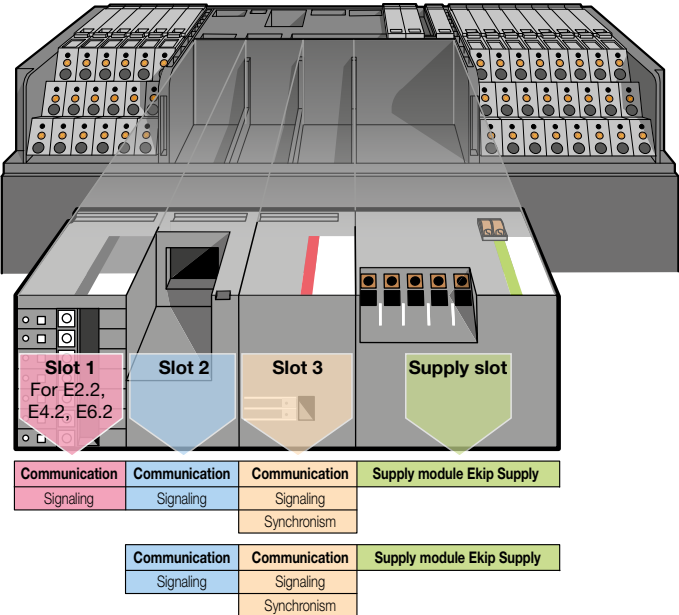 Slot 1
For E2.2,
E4.2, E6.2
Slot 2
Slot 3
Supply slot
Communication Communication Communication Supply module Ekip Supply
Signaling Signaling Signaling
Synchronism
Communication Communication Supply module Ekip Supply
Signaling Signaling
Synchronism